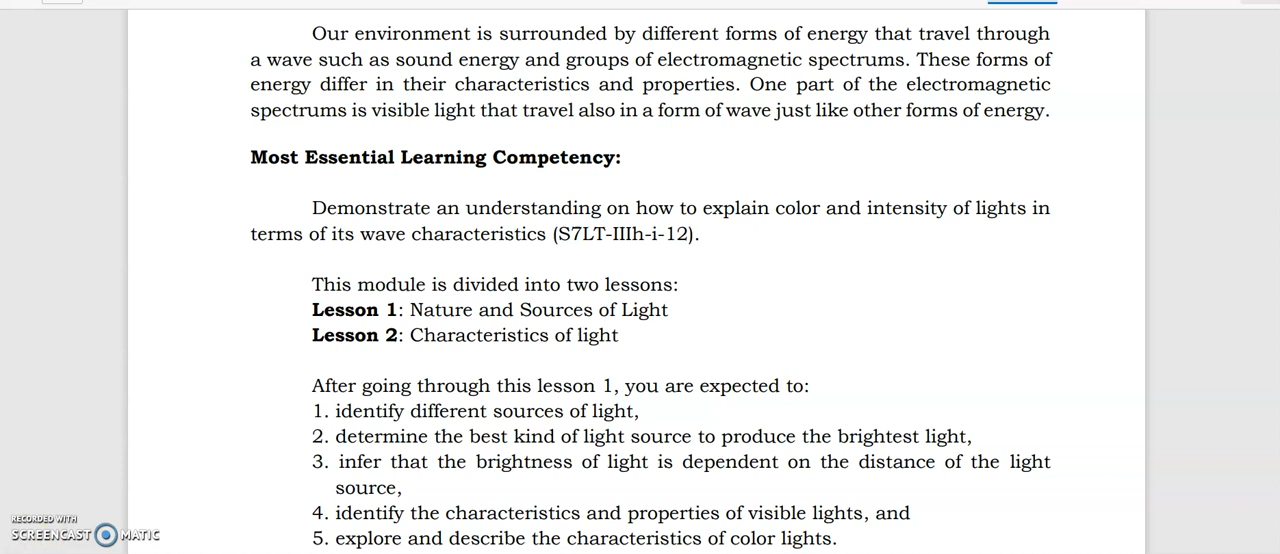 Our environment is surrounded by different forms of energy that travel through
a wave such as sound energy and groups of electromagnetic spectrums. These forms of
energy differ in their characteristics and properties. One part of the electromagnetic
spectrums is visible light that travel also in a form of wave just like other forms of energy.
Most Essential Learning Competency:
Demonstrate an understanding on how to explain color and intensity of lights in
terms of its wave characteristics (S7LT-IIIh-i-12).
This module is divided into two lessons:
Lesson 1: Nature and Sources of Light
Lesson 2: Characteristics of light
After going through this lesson 1, you are expected to:
1. identify different sources of light,
2. determine the best kind of light source to produce the brightest light,
3. infer that the brightness of light is dependent on the distance of the light
source,
4. identify the characteristics and properties of visible lights, and
5. explore and describe the characteristics of color lights.
RECORDED WITH
SCREENCAST MATIC